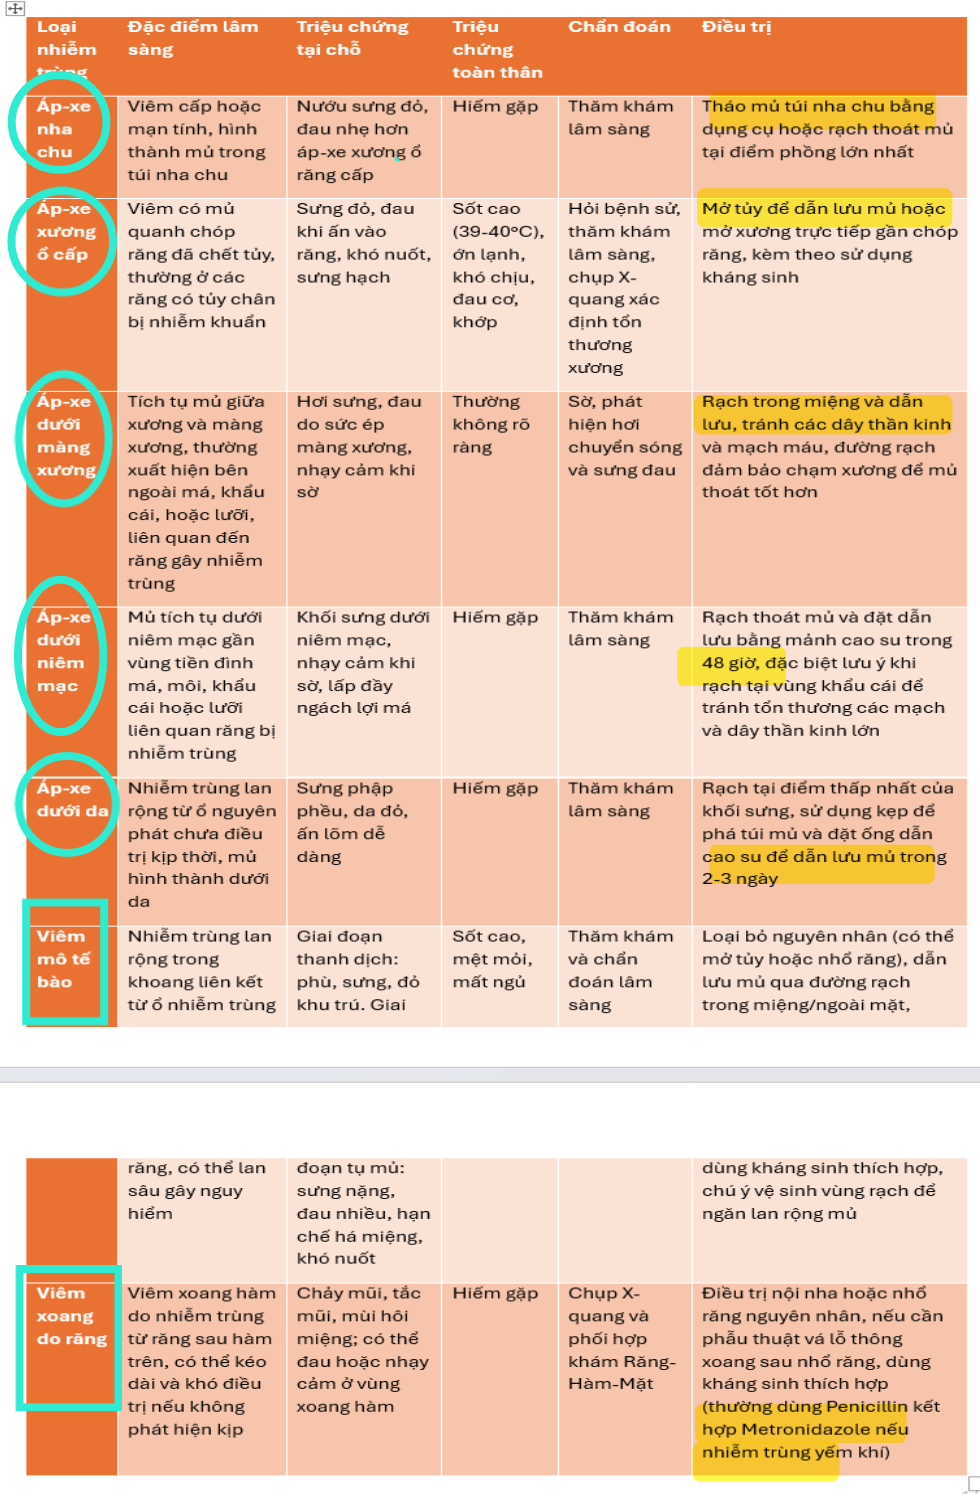 Loại
nhiễm
trùng
Đặc điểm lâm
sàng
Triệu chứng
tại chỗ
Triệu
chứng
toàn thân
Chẩn đoán
Điều trị
Áp-xe
nha
chu
Viêm cấp hoặc
mạn tính, hình
thành mủ trong
túi nha chu
Nướu sưng đỏ,
đau nhẹ hơn
áp-xe xương ổ
răng cấp
Hiếm gặp
Thăm khám
lâm sàng
Tháo mủ túi nha chu bằng
dụng cụ hoặc rạch thoát mủ
tại điểm phồng lớn nhất
Áp-xe
xương
ổ cấp
Viêm có mủ
quanh chóp
răng đã chết tủy,
thường ở các
răng có tủy chân
bị nhiễm khuẩn
Sưng đỏ, đau
khi ấn vào
răng, khó nuốt,
sưng hạch
Sốt cao
(39-40°C),
ớn lạnh,
khó chịu,
đau cơ,
khớp
Hỏi bệnh sử,
thăm khám
lâm sàng,
chụp X-
quang xác
định tổn
thương
xương
Mở tủy để dẫn lưu mủ hoặc
mở xương trực tiếp gần chóp
răng, kèm theo sử dụng
kháng sinh
Áp-xe
dưới
màng
xương
Tích tụ mủ giữa
xương và màng
xương, thường
xuất hiện bên
ngoài má, khẩu
cái, hoặc lưỡi,
liên quan đến
răng gây nhiễm
trùng
Hơi sưng, đau
do sức ép
màng xương,
nhạy cảm khi
sờ
Thường
không rõ
ràng
Sờ, phát
hiện hơi
chuyển sóng
và sưng đau
Rạch trong miệng và dẫn
lưu, tránh các dây thần kinh
và mạch máu, đường rạch
đảm bảo chạm xương để mủ
thoát tốt hơn
Áp-xe
dưới
niêm
mạc
Mủ tích tụ dưới
niêm mạc gần
vùng tiền đình
má, môi, khẩu
cái hoặc lưỡi
liên quan răng bị
nhiễm trùng
Khối sưng dưới
niêm mạc,
nhạy cảm khi
sờ, lấp đầy
ngách lợi má
Hiếm gặp
Thăm khám
lâm sàng
Rạch thoát mủ và đặt dẫn
lưu bằng mảnh cao su trong
48 giờ, đặc biệt lưu ý khi
rạch tại vùng khẩu cái để
tránh tổn thương các mạch
và dây thần kinh lớn
Áp-xe
dưới da
Nhiễm trùng lan
rộng từ ổ nguyên
phát chưa điều
trị kịp thời, mủ
hình thành dưới
da
Sưng phập
phều, da đỏ,
ấn lõm dễ
dàng
Hiếm gặp
Thăm khám
lâm sàng
Rạch tại điểm thấp nhất của
khối sưng, sử dụng kẹp để
phá túi mủ và đặt ống dẫn
cao su để dẫn lưu mủ trong
2-3 ngày
Viêm
mô tế
bào
Nhiễm trùng lan
rộng trong
khoang liên kết
từ ổ nhiễm trùng
Giai đoạn
thanh dịch:
phù, sưng, đỏ
khu trú. Giai
Sốt cao,
mệt mỏi,
mất ngủ
Thăm khám
và chẩn
đoán lâm
sàng
Loại bỏ nguyên nhân (có thể
mở tủy hoặc nhổ răng), dẫn
lưu mủ qua đường rạch
trong miệng/ngoài mặt,
răng, có thể lan
sâu gây nguy
hiểm
đoạn tụ mủ:
sưng nặng,
đau nhiều, hạn
chế há miệng,
khó nuốt
dùng kháng sinh thích hợp,
chú ý vệ sinh vùng rạch để
ngăn lan rộng mủ
Viêm
xoang
do răng
Viêm xoang hàm
do nhiễm trùng
từ răng sau hàm
trên, có thể kéo
dài và khó điều
trị nếu không
phát hiện kịp
Chảy mũi, tắc
mũi, mùi hôi
miệng; có thể
đau hoặc nhạy
cảm ở vùng
xoang hàm
Hiếm gặp
Chụp X-
quang và
phối hợp
khám Răng-
Hàm-Mặt
Điều trị nội nha hoặc nhổ
răng nguyên nhân, nếu cần
phẫu thuật vá lỗ thông
xoang sau nhổ răng, dùng
kháng sinh thích hợp
(thường dùng Penicillin kết
hợp Metronidazole nếu
nhiễm trùng yếm khí)